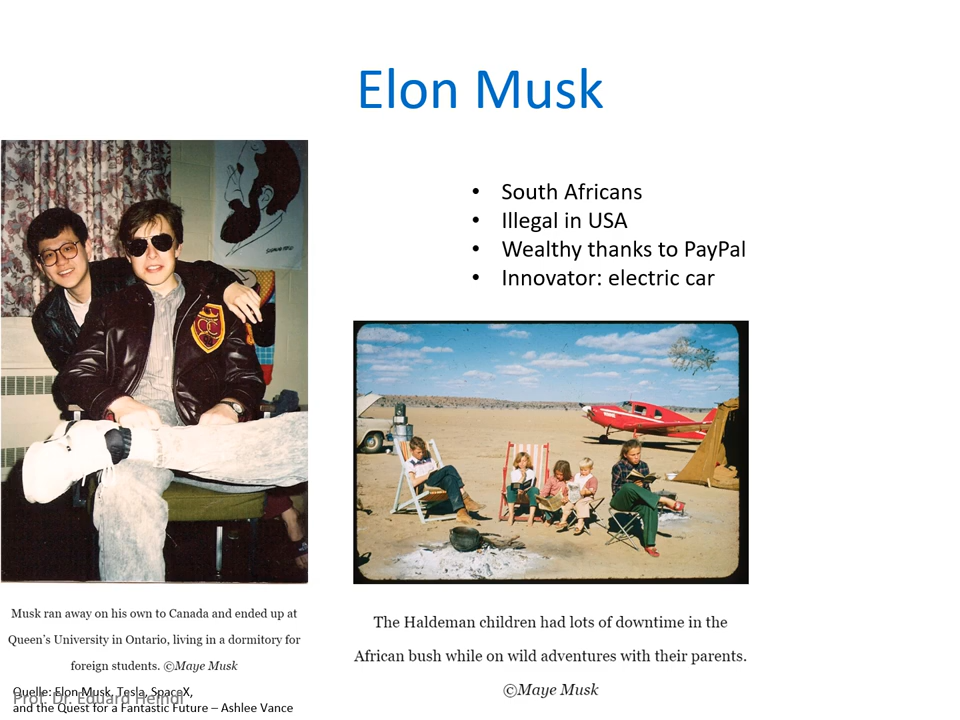 Elon Musk
• South Africans
• Illegal in USA
• Wealthy thanks to PayPal
• Innovator: electric car
Musk ran away on his own to Canada and ended up at
Queen's University in Ontario, living in a dormitory for
foreign students. ©Maye Musk
The Haldeman children had lots of downtime in the
African bush while on wild adventures with their parents.
©Maye Musk
Quelle: Elon Musk, Tesla, SpaceX,
and the Quest for a Fantastic Future – Ashlee Vance
Prof. Dr. Eduard Heindl